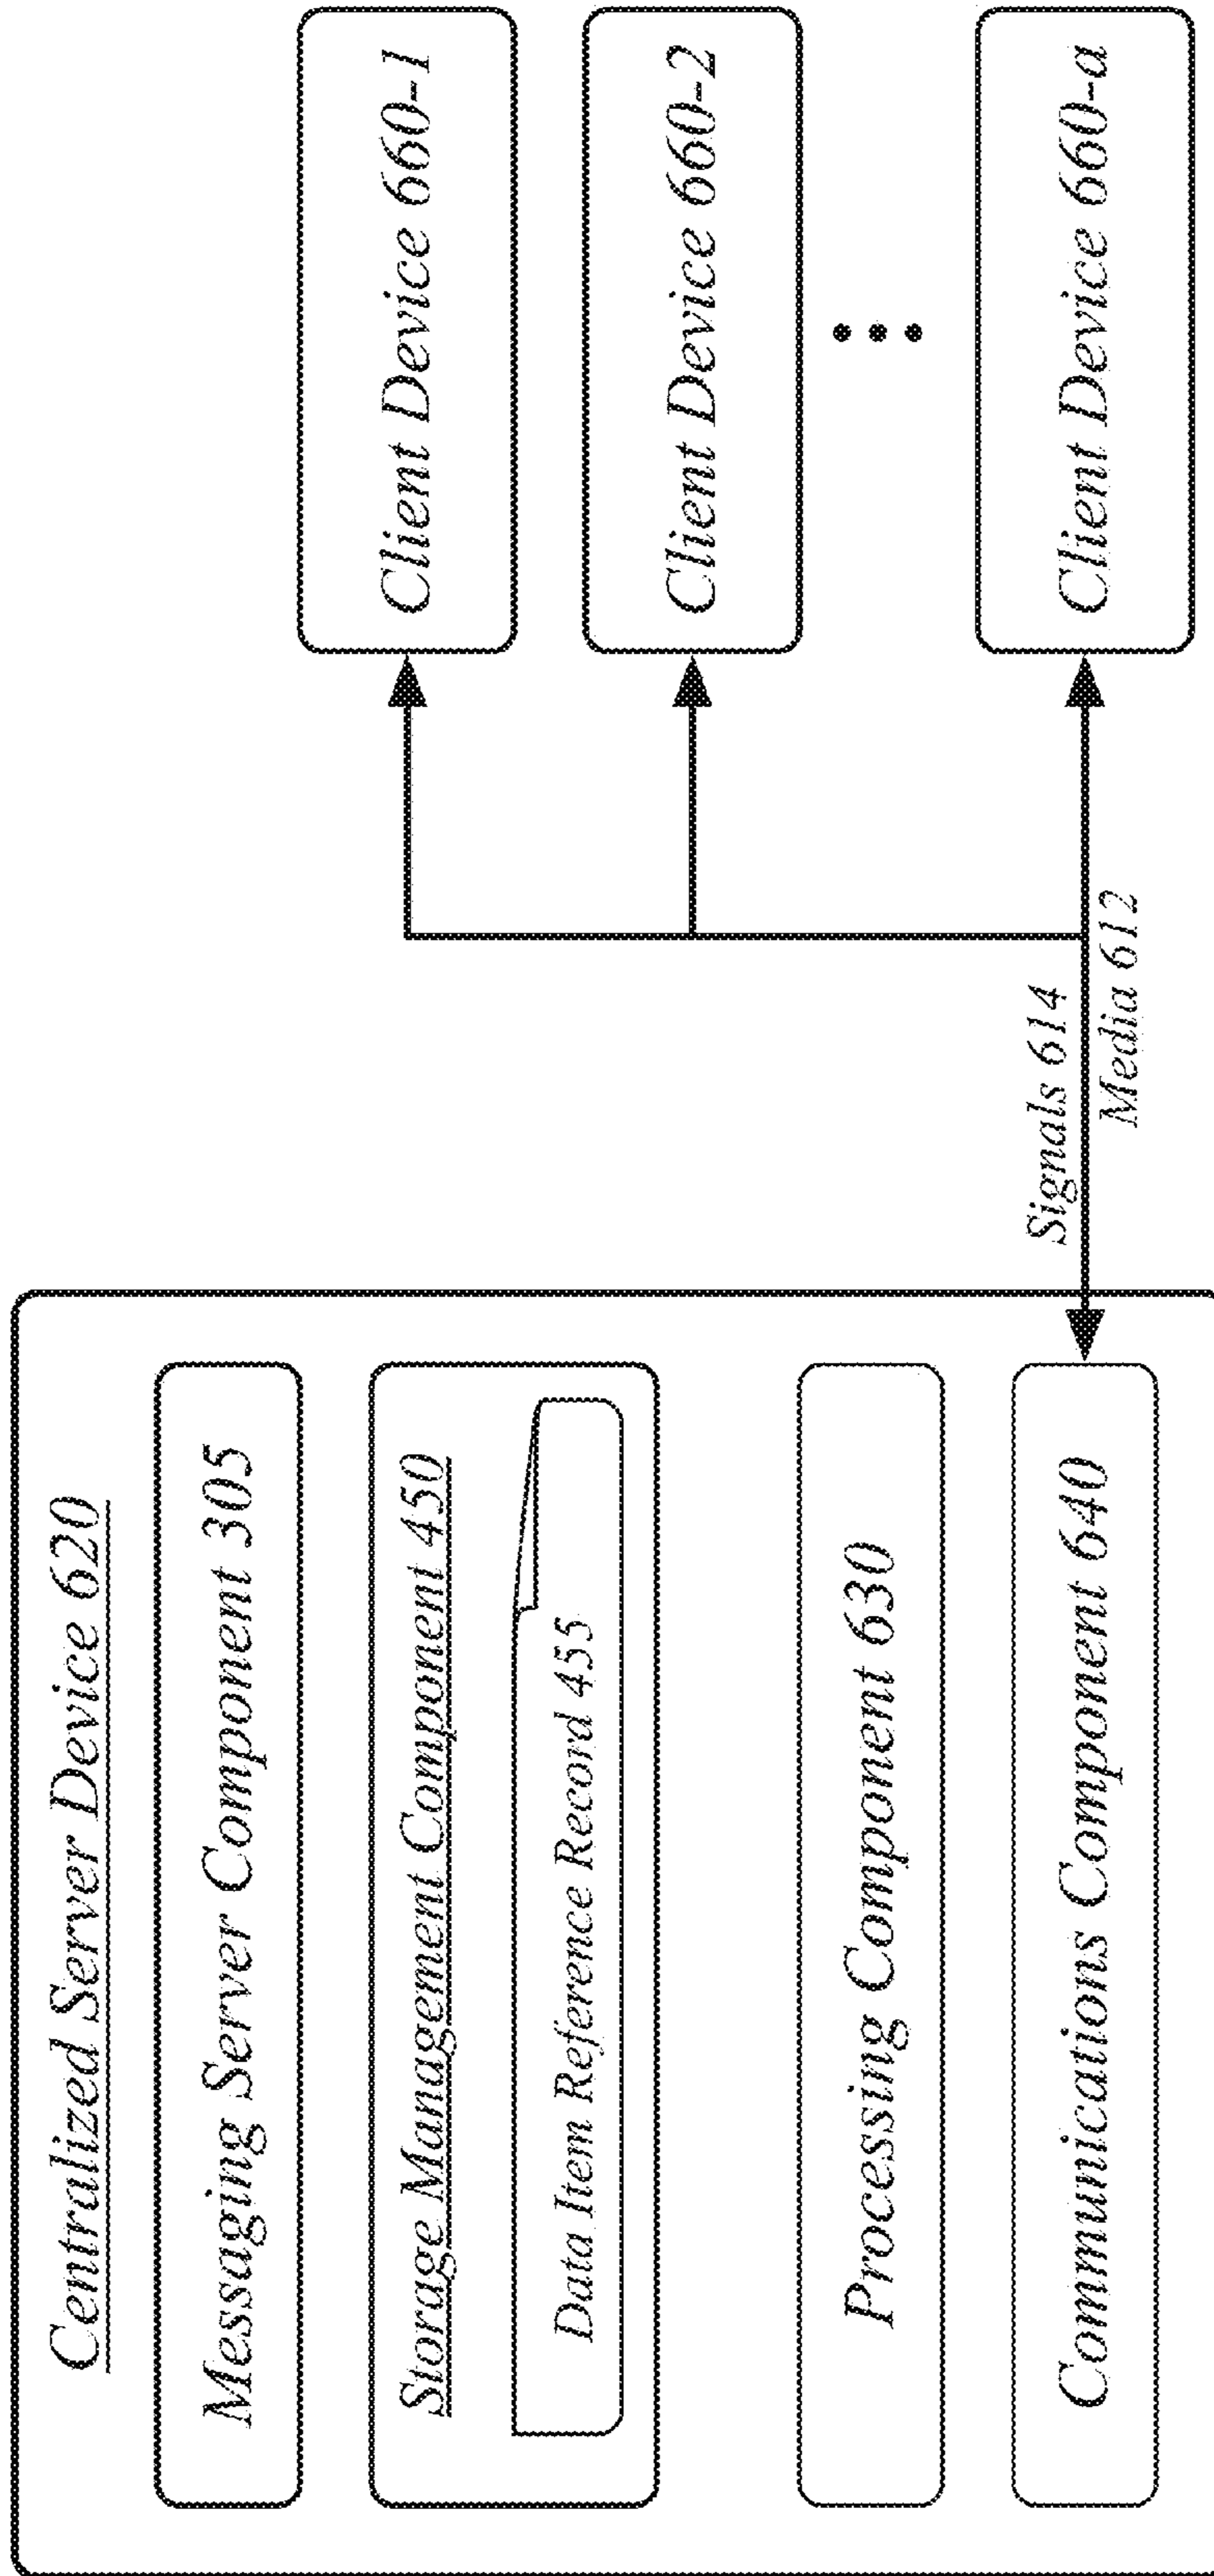 Centralized Server Device 620
Messaging Server Component 305
Storage Management Component 450
Data Item Reference Record 455
Processing Component 630
Communications Component 640
Signals 614
Media 612
Client Device 660-1
Client Device 660-2
Client Device 660-a